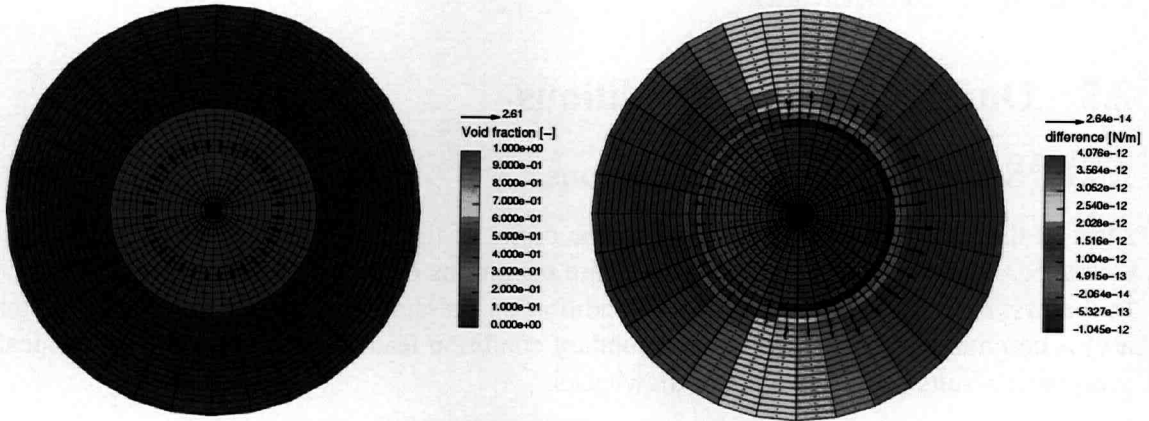 2.61
Void fraction [–]
1.000e+00
9.000e–01
8.000e–01
7.000e–01
6.000e–01
5.000e–01
4.000e–01
3.000e–01
2.000e–01
1.000e–01
0.000e+00
2.64e–14
difference [N/m]
4.076e–12
3.564e–12
3.052e–12
2.540e–12
2.028e–12
1.516e–12
1.004e–12
4.915e–13
–2.064e–14
–5.327e–13
–1.045e–12